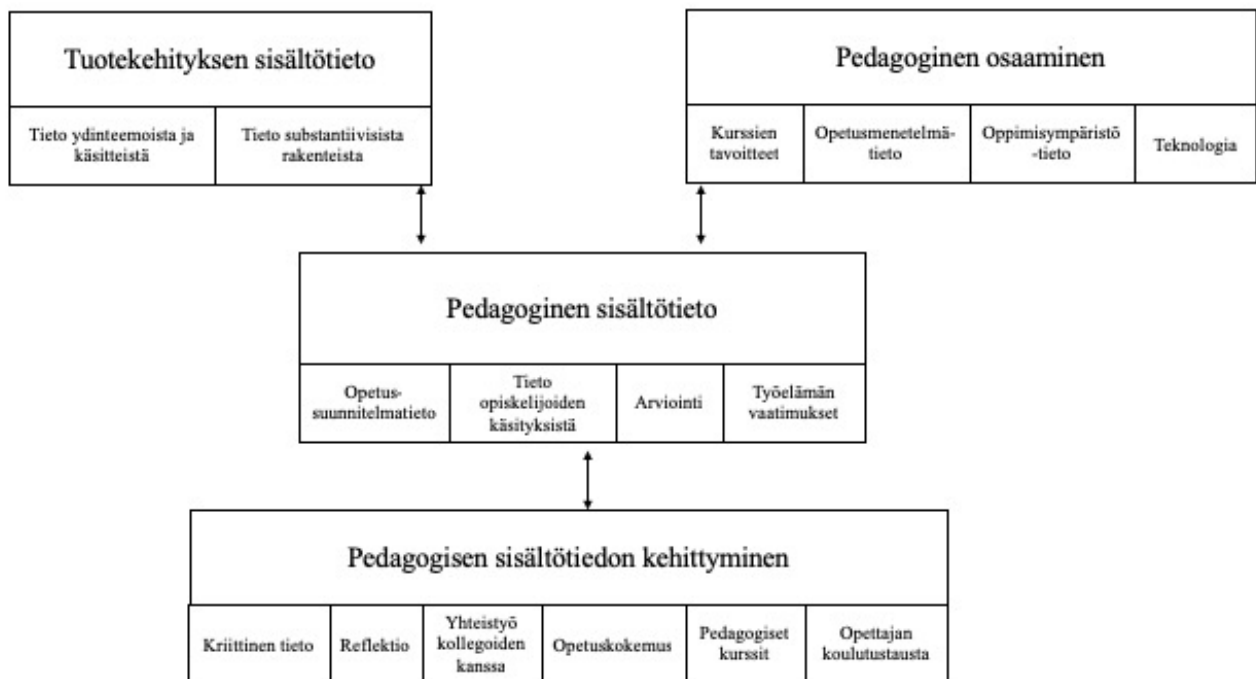 Tuotekehityksen sisältötieto
Tieto ydinteemoista ja
käsitteistä
Tieto substantiivisista
rakenteista
Pedagoginen osaaminen
Kurssien
tavoitteet
Opetusmenetelmä-
tieto
Oppimisympäristö
-tieto
Teknologia
Pedagoginen sisältötieto
Opetus-
suunnitelmatieto
Tieto
opiskelijoiden
käsityksistä
Arviointi
Työelämän
vaatimukset
Pedagogisen sisältötiedon kehittyminen
Kriittinen tieto
Reflektio
Yhteistyö
kollegoiden
kanssa
Opetuskokemus
Pedagogiset
kurssit
Opettajan
koulutustausta